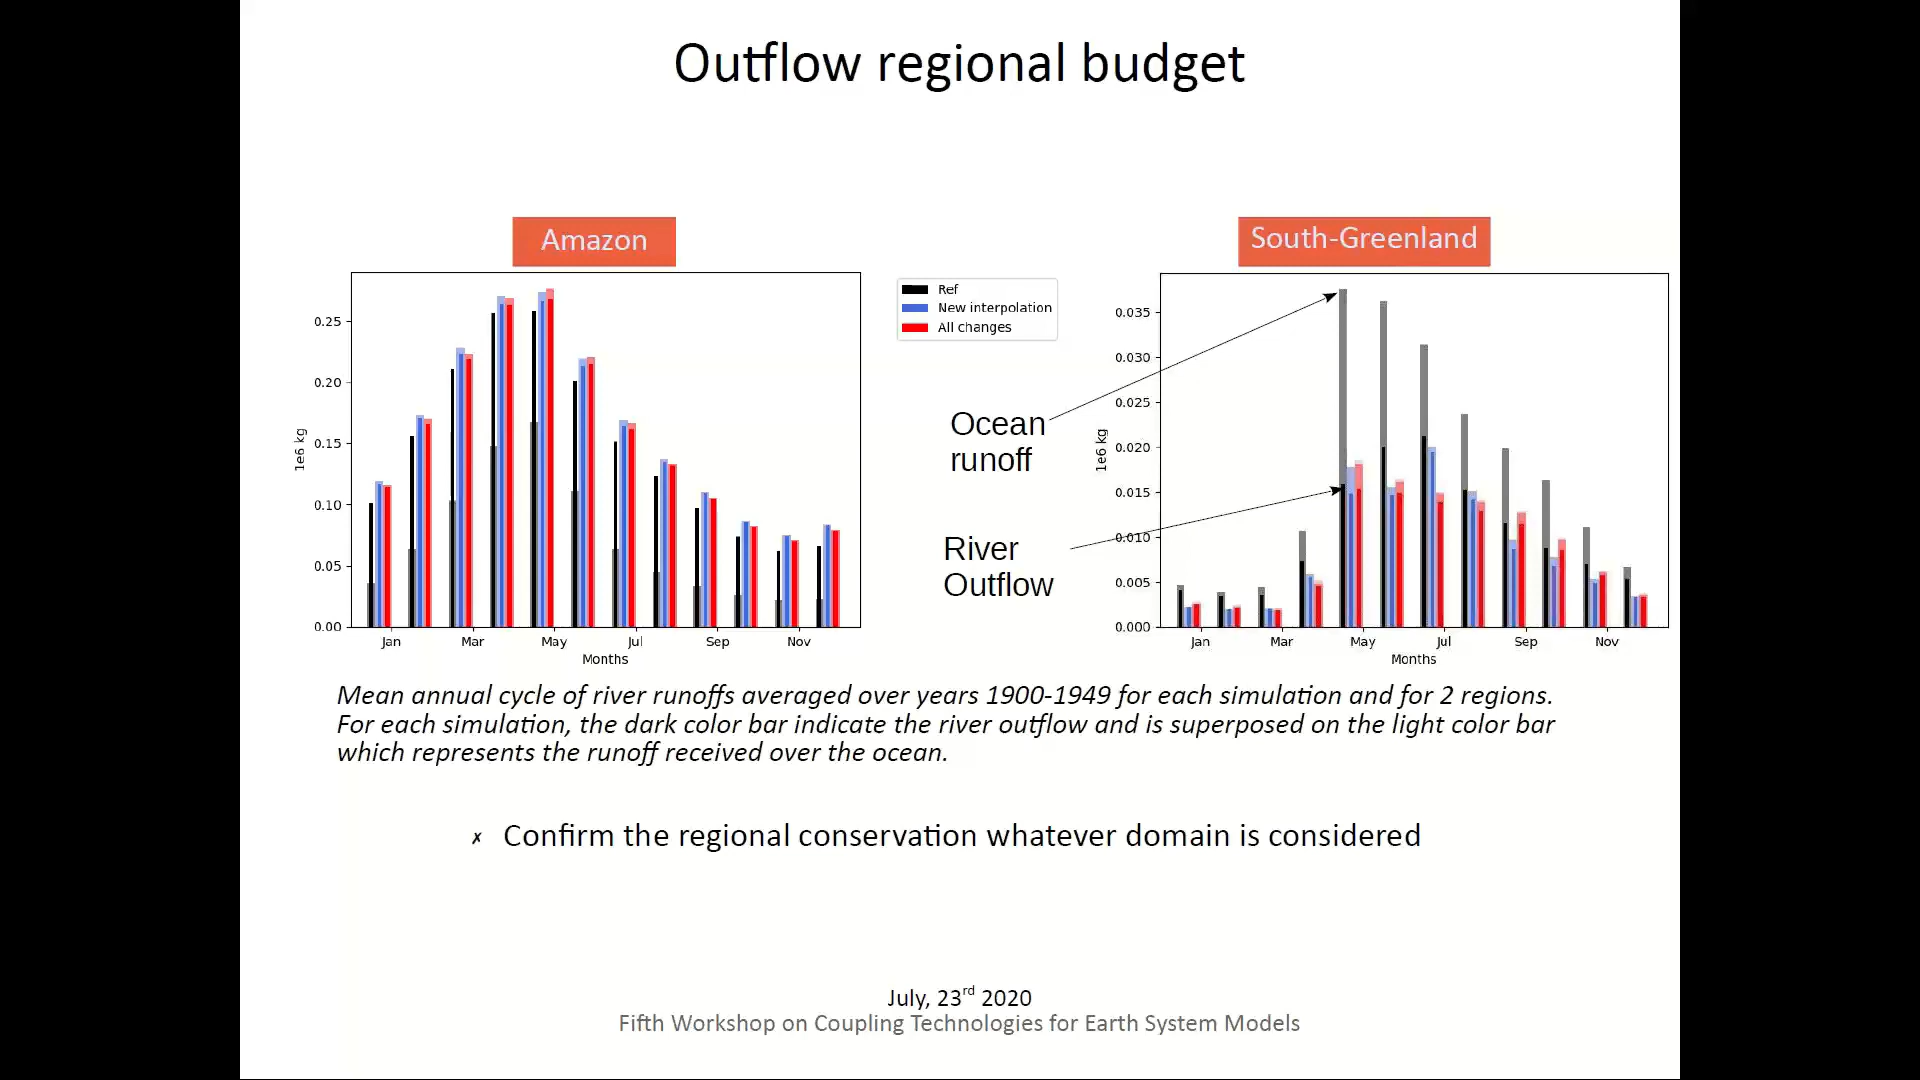 Outflow regional budget
Amazon
South-Greenland
0.25
0.20
0.15
0.10
0.05
0.00
1e6 kg
Jan
Mar
May
Jul
Sep
Nov
Months
Ref
New interpolation
All changes
Ocean
runoff
River
Outflow
0.035
0.030
0.025
0.020
0.015
0.010
0.005
0.000
1e6 kg
Jan
Mar
May
Jul
Sep
Nov
Months
Mean annual cycle of river runoffs averaged over years 1900-1949 for each simulation and for 2 regions.
For each simulation, the dark color bar indicate the river outflow and is superposed on the light color bar
which represents the runoff received over the ocean.
✗ Confirm the regional conservation whatever domain is considered
July, 23rd 2020
Fifth Workshop on Coupling Technologies for Earth System Models